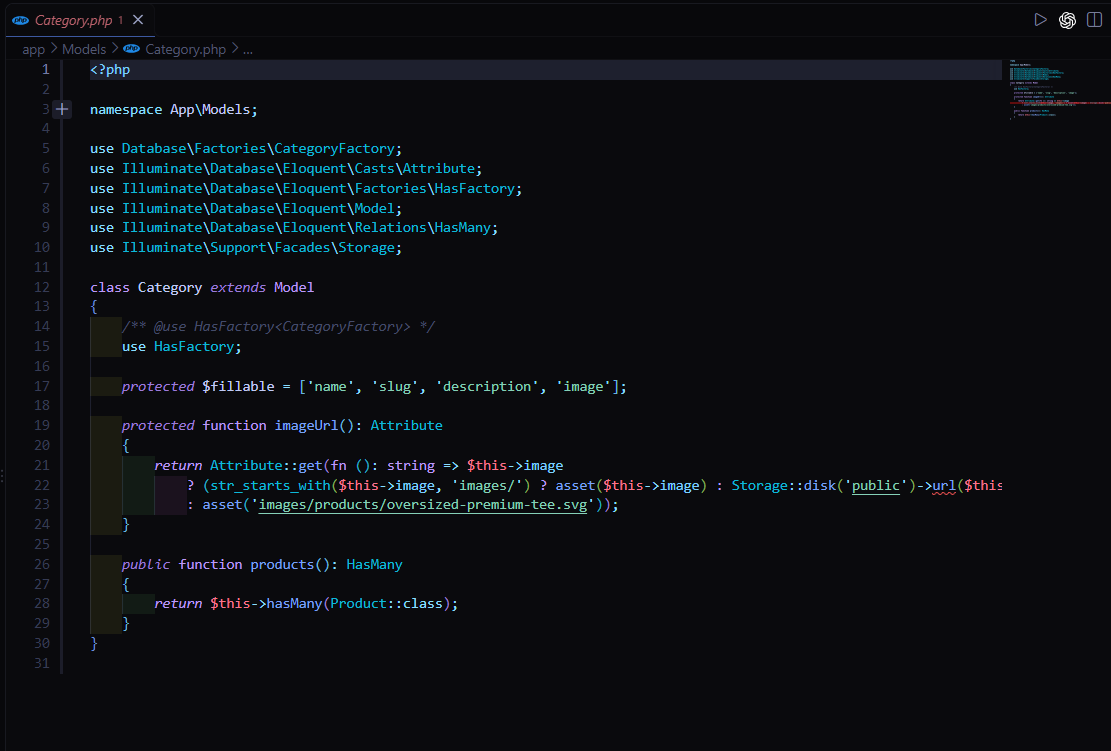 php Category.php 1
app > Models > php Category.php > ...
1 <?php
2
3 namespace App\Models;
4
5 use Database\Factories\CategoryFactory;
6 use Illuminate\Database\Eloquent\Casts\Attribute;
7 use Illuminate\Database\Eloquent\Factories\HasFactory;
8 use Illuminate\Database\Eloquent\Model;
9 use Illuminate\Database\Eloquent\Relations\HasMany;
10 use Illuminate\Support\Facades\Storage;
11
12 class Category extends Model
13 {
14 /** @use HasFactory<CategoryFactory> */
15 use HasFactory;
16
17 protected $fillable = ['name', 'slug', 'description', 'image'];
18
19 protected function imageUrl(): Attribute
20 {
21 return Attribute::get(fn (): string => $this->image
22 ? (str_starts_with($this->image, 'images/') ? asset($this->image) : Storage::disk('public')->url($this
23 : asset('images/products/oversized-premium-tee.svg'));
24 }
25
26 public function products(): HasMany
27 {
28 return $this->hasMany(Product::class);
29 }
30 }
31